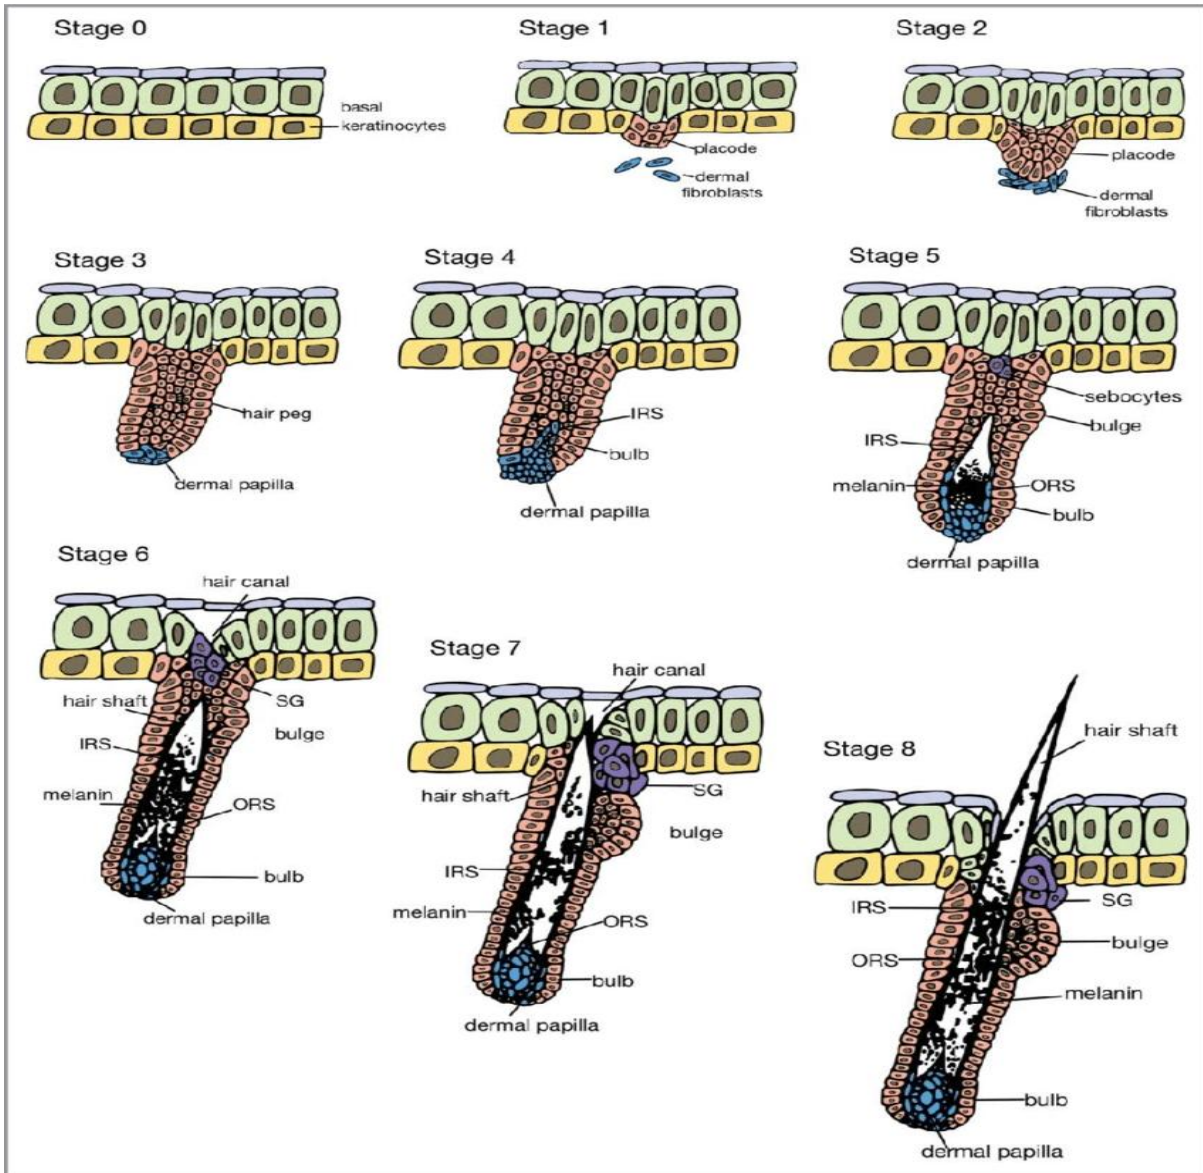 Stage 0
basal
keratinocytes
Stage 1
placode
dermal
fibroblasts
Stage 2
placode
dermal
fibroblasts
Stage 3
hair peg
dermal papilla
Stage 4
IRS
bulb
dermal papilla
Stage 5
sebocytes
bulge
IRS
melanin
ORS
bulb
dermal papilla
Stage 6
hair canal
hair shaft
SG
bulge
IRS
melanin
ORS
bulb
dermal papilla
Stage 7
hair canal
hair shaft
SG
bulge
IRS
melanin
ORS
bulb
dermal papilla
Stage 8
hair shaft
IRS
SG
bulge
ORS
melanin
bulb
dermal papilla